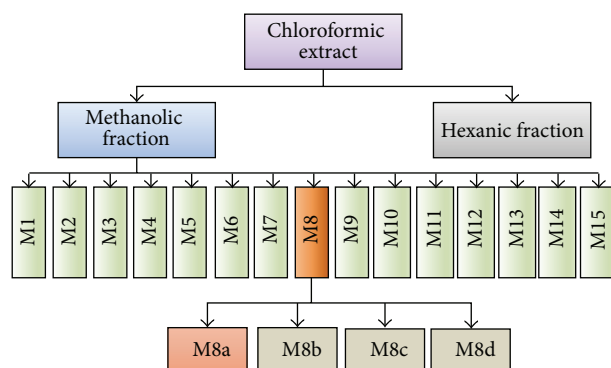 Chloroformic
extract
Methanolic
fraction
Hexanic fraction
M1
M2
M3
M4
M5
M6
M7
M8
M9
M10
M11
M12
M13
M14
M15
M8a
M8b
M8c
M8d